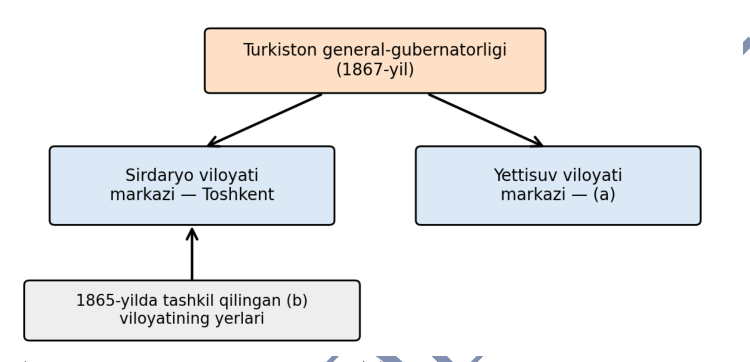 Turkiston general-gubernatorligi
(1867-yil)
Sirdaryo viloyati
markazi — Toshkent
Yettisuv viloyati
markazi — (a)
1865-yilda tashkil qilingan (b)
viloyatining yerlari